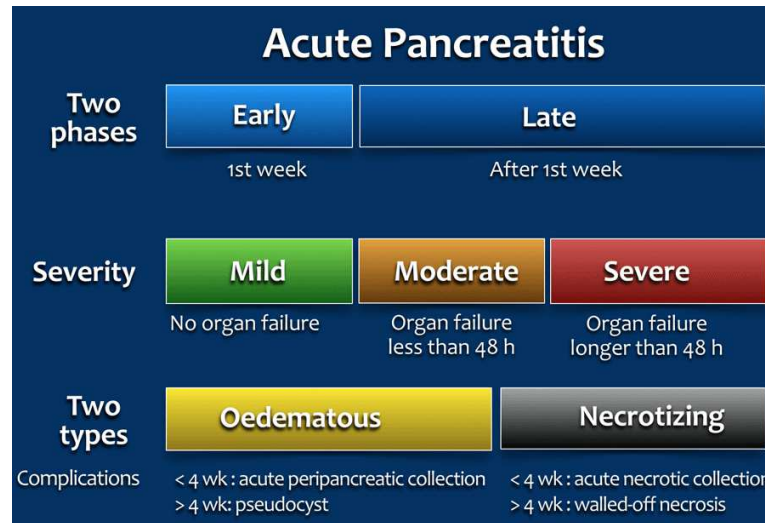 Acute Pancreatitis
Two
phases
Early
Late
1st week
After 1st week
Severity
Mild
Moderate
Severe
No organ failure
Organ failure
less than 48 h
Organ failure
longer than 48 h
Two
types
Oedematous
Necrotizing
Complications
< 4 wk : acute peripancreatic collection
> 4 wk: pseudocyst
< 4 wk : acute necrotic collection
> 4 wk : walled-off necrosis